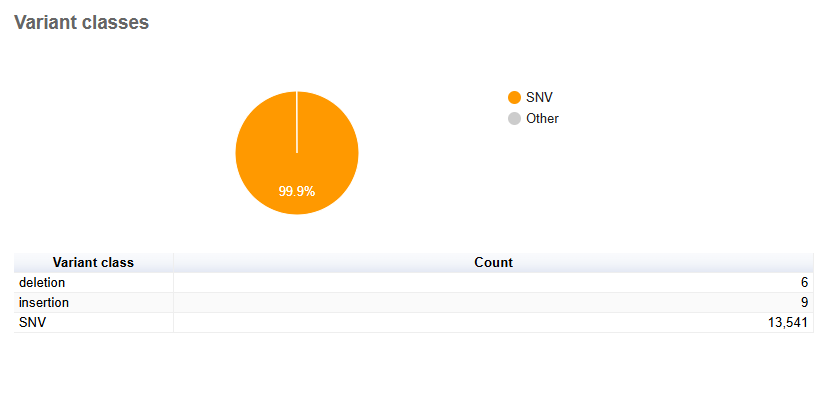 Variant classes
SNV
Other
99.9%
Variant class Count
deletion 6
insertion 9
SNV 13,541